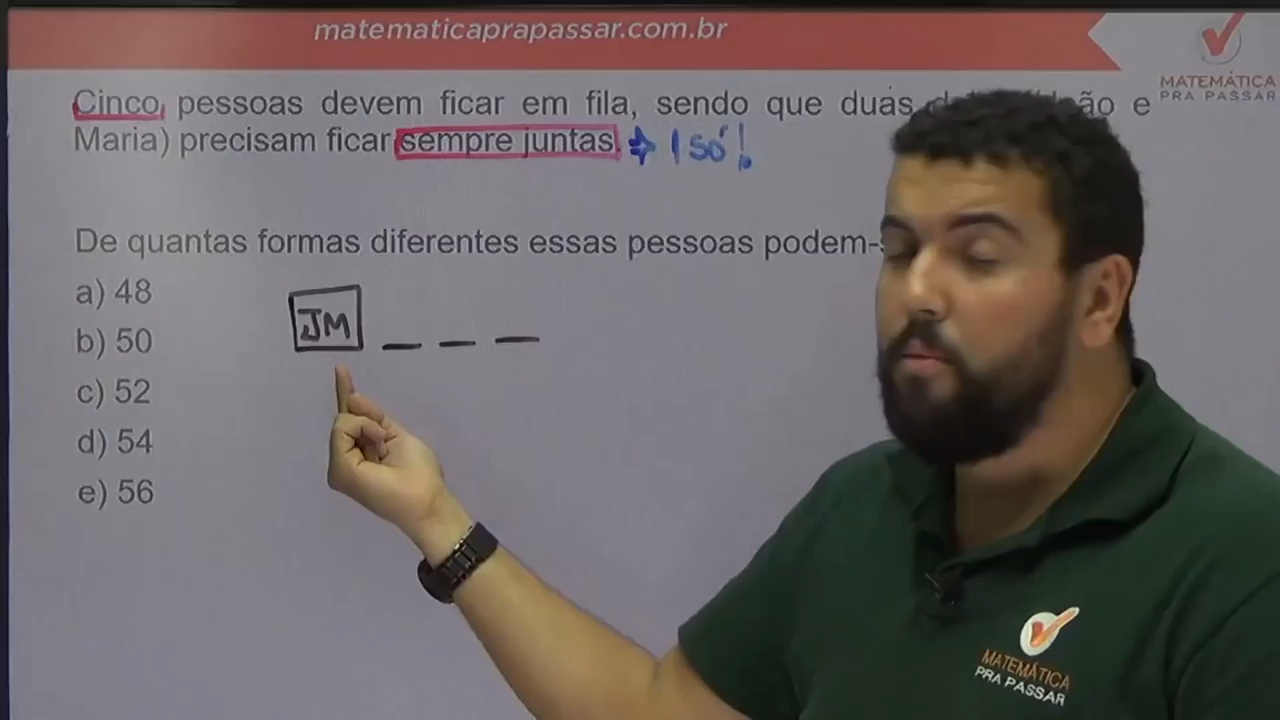 matematicaprapassar.com.br
MATEMÁTICA
PRA PASSAR
Cinco pessoas devem ficar em fila, sendo que duas e
Maria) precisam ficar sempre juntas. → 1 só!
De quantas formas diferentes essas pessoas podem-
a) 48
b) 50
c) 52
d) 54
e) 56
JM
MATEMÁTICA
PRA PASSAR